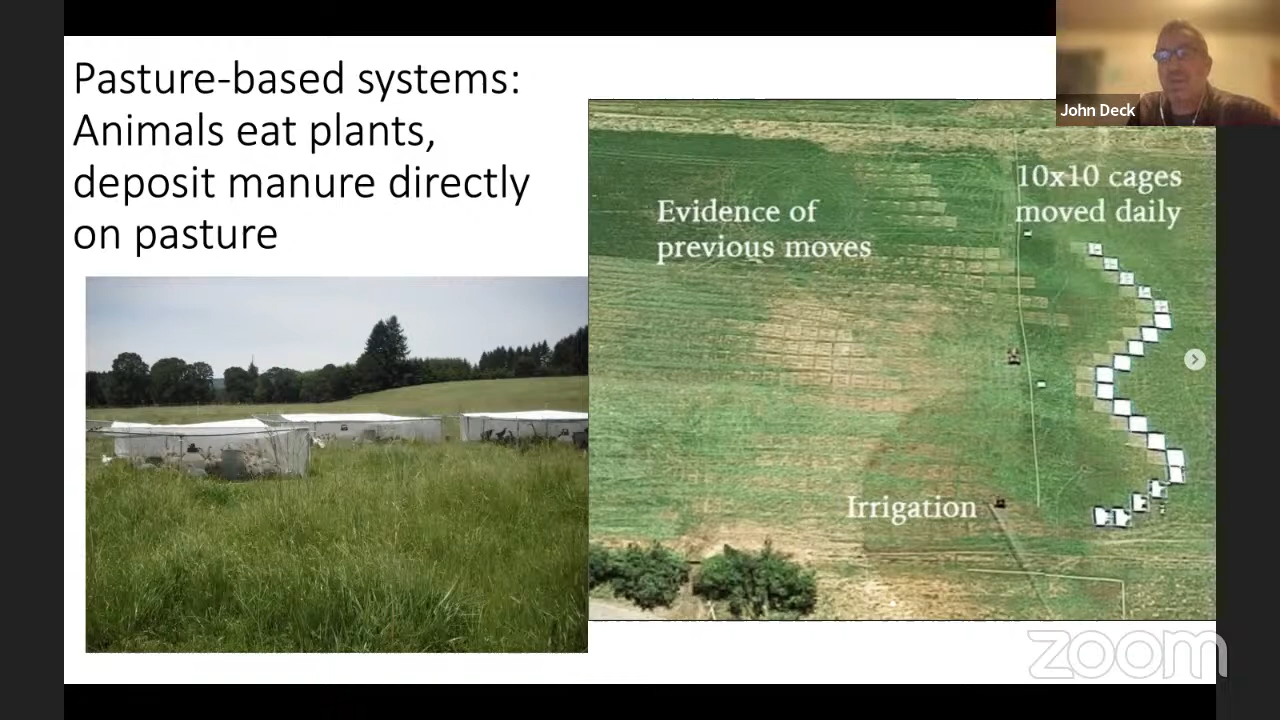 Pasture-based systems:
Animals eat plants,
deposit manure directly
on pasture
John Deck
10x10 cages
moved daily
Evidence of
previous moves
Irrigation
zoom